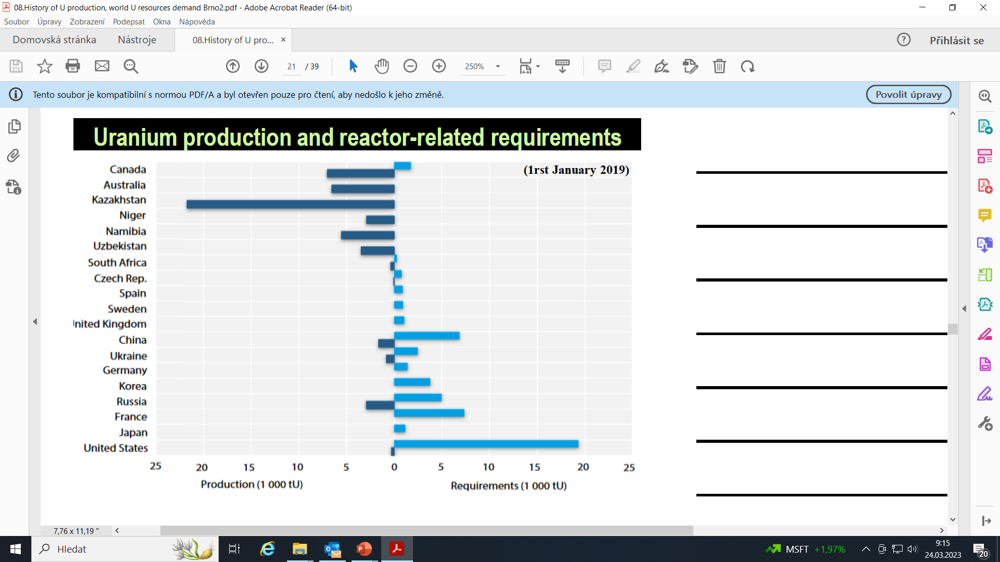 08.History of U production, world U resources demand Brno2.pdf - Adobe Acrobat Reader (64-bit)
Soubor Úpravy Zobrazení Podepsat Okna Nápověda
Domovská stránka Nástroje 08.History of U pro... Přihlásit se
21 / 39 250%
Tento soubor je kompatibilní s normou PDF/A a byl otevřen pouze pro čtení, aby nedošlo k jeho změně. Povolit úpravy
Uranium production and reactor-related requirements
(1rst January 2019)
Canada
Australia
Kazakhstan
Niger
Namibia
Uzbekistan
South Africa
Czech Rep.
Spain
Sweden
United Kingdom
China
Ukraine
Germany
Korea
Russia
France
Japan
United States
25 20 15 10 5 0 5 10 15 20 25
Production (1 000 tU) Requirements (1 000 tU)
7,76 x 11,19 "
Hledat MSFT +1,97% 9:15
24.03.2023 20